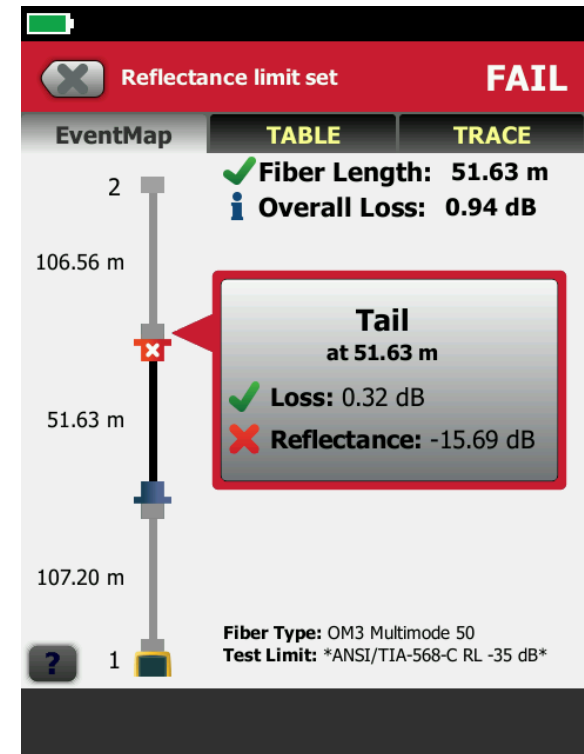 Reflectance limit set FAIL
EventMap TABLE TRACE
Fiber Length: 51.63 m
i Overall Loss: 0.94 dB
2
106.56 m
Tail
at 51.63 m
Loss: 0.32 dB
Reflectance: -15.69 dB
51.63 m
107.20 m
Fiber Type: OM3 Multimode 50
Test Limit: *ANSI/TIA-568-C RL -35 dB*
? 1